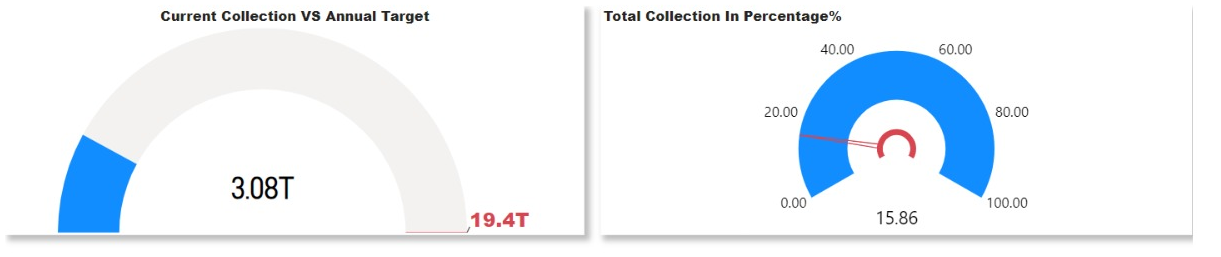 Current Collection VS Annual Target
3.08T
19.4T
Total Collection In Percentage%
40.00
60.00
20.00
80.00
0.00
100.00
15.86